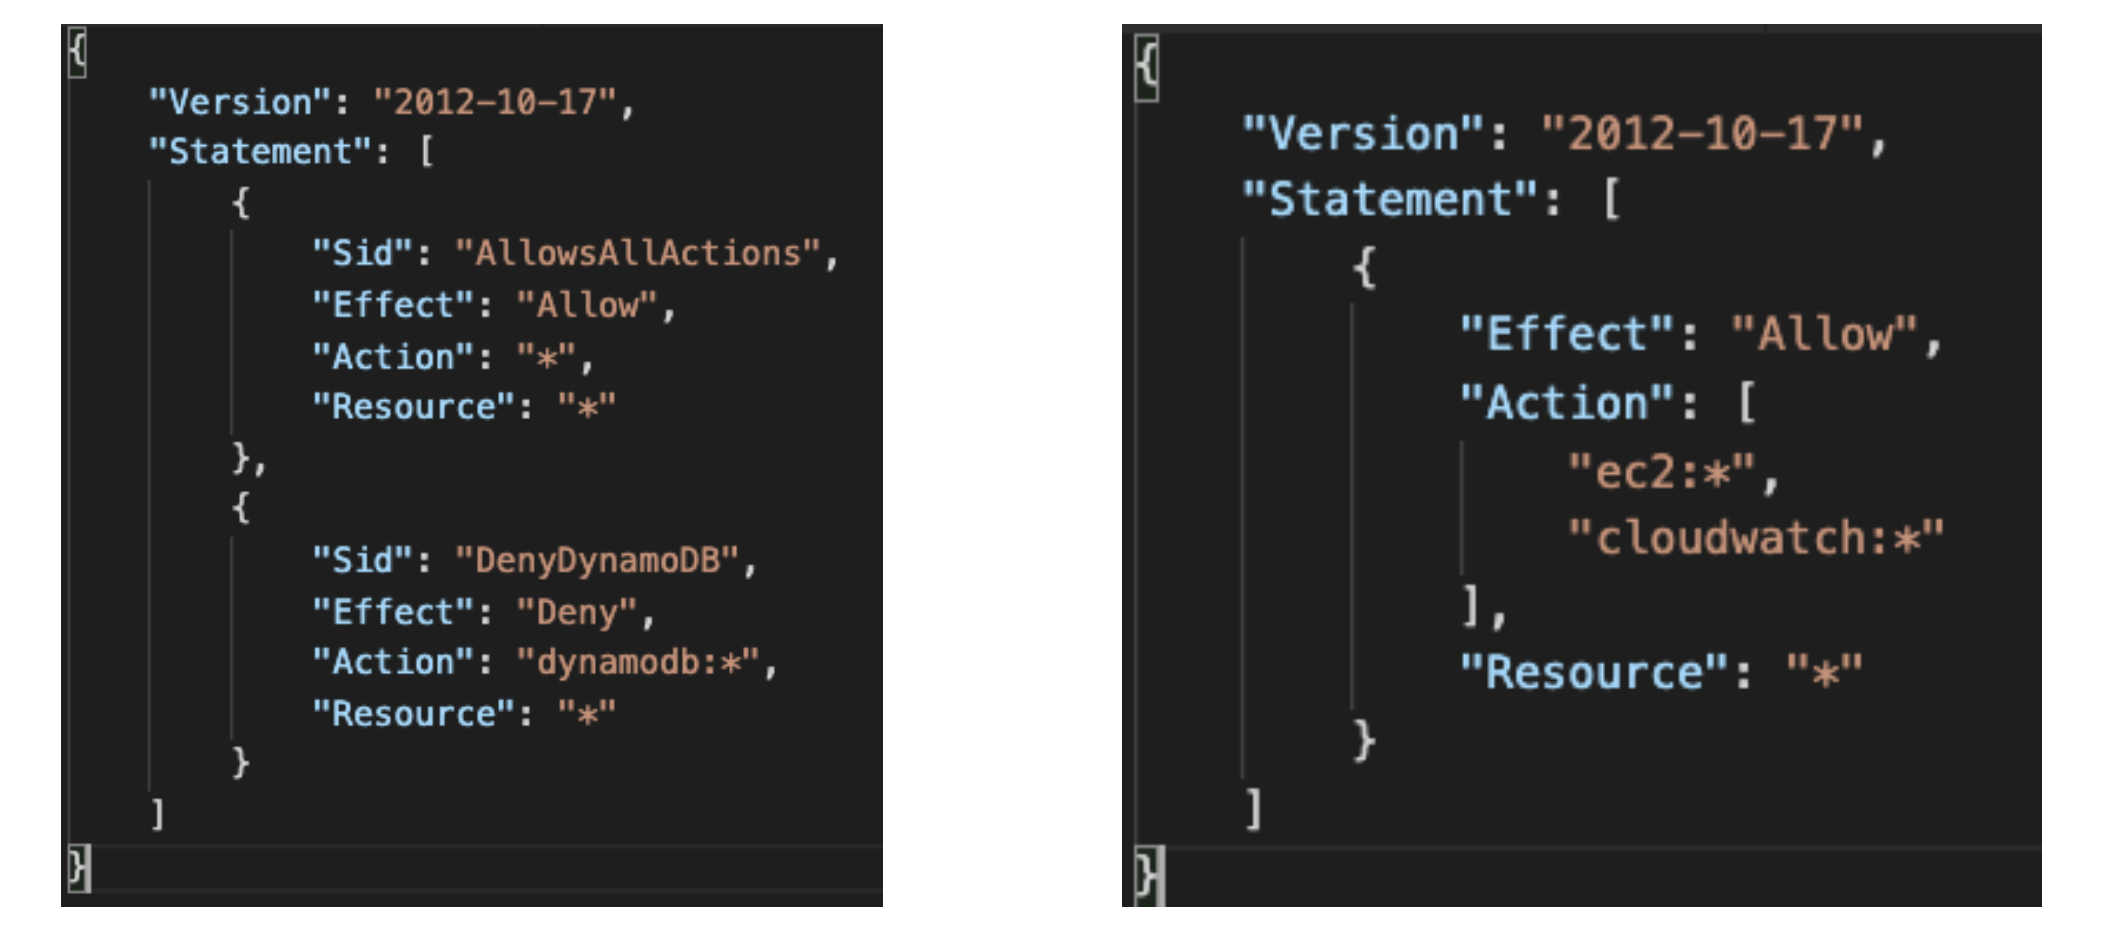 {
"Version": "2012-10-17",
"Statement": [
{
"Sid": "AllowsAllActions",
"Effect": "Allow",
"Action": "*",
"Resource": "*"
},
{
"Sid": "DenyDynamoDB",
"Effect": "Deny",
"Action": "dynamodb:*",
"Resource": "*"
}
]
}
{
"Version": "2012-10-17",
"Statement": [
{
"Effect": "Allow",
"Action": [
"ec2:*",
"cloudwatch:*"
],
"Resource": "*"
}
]
}